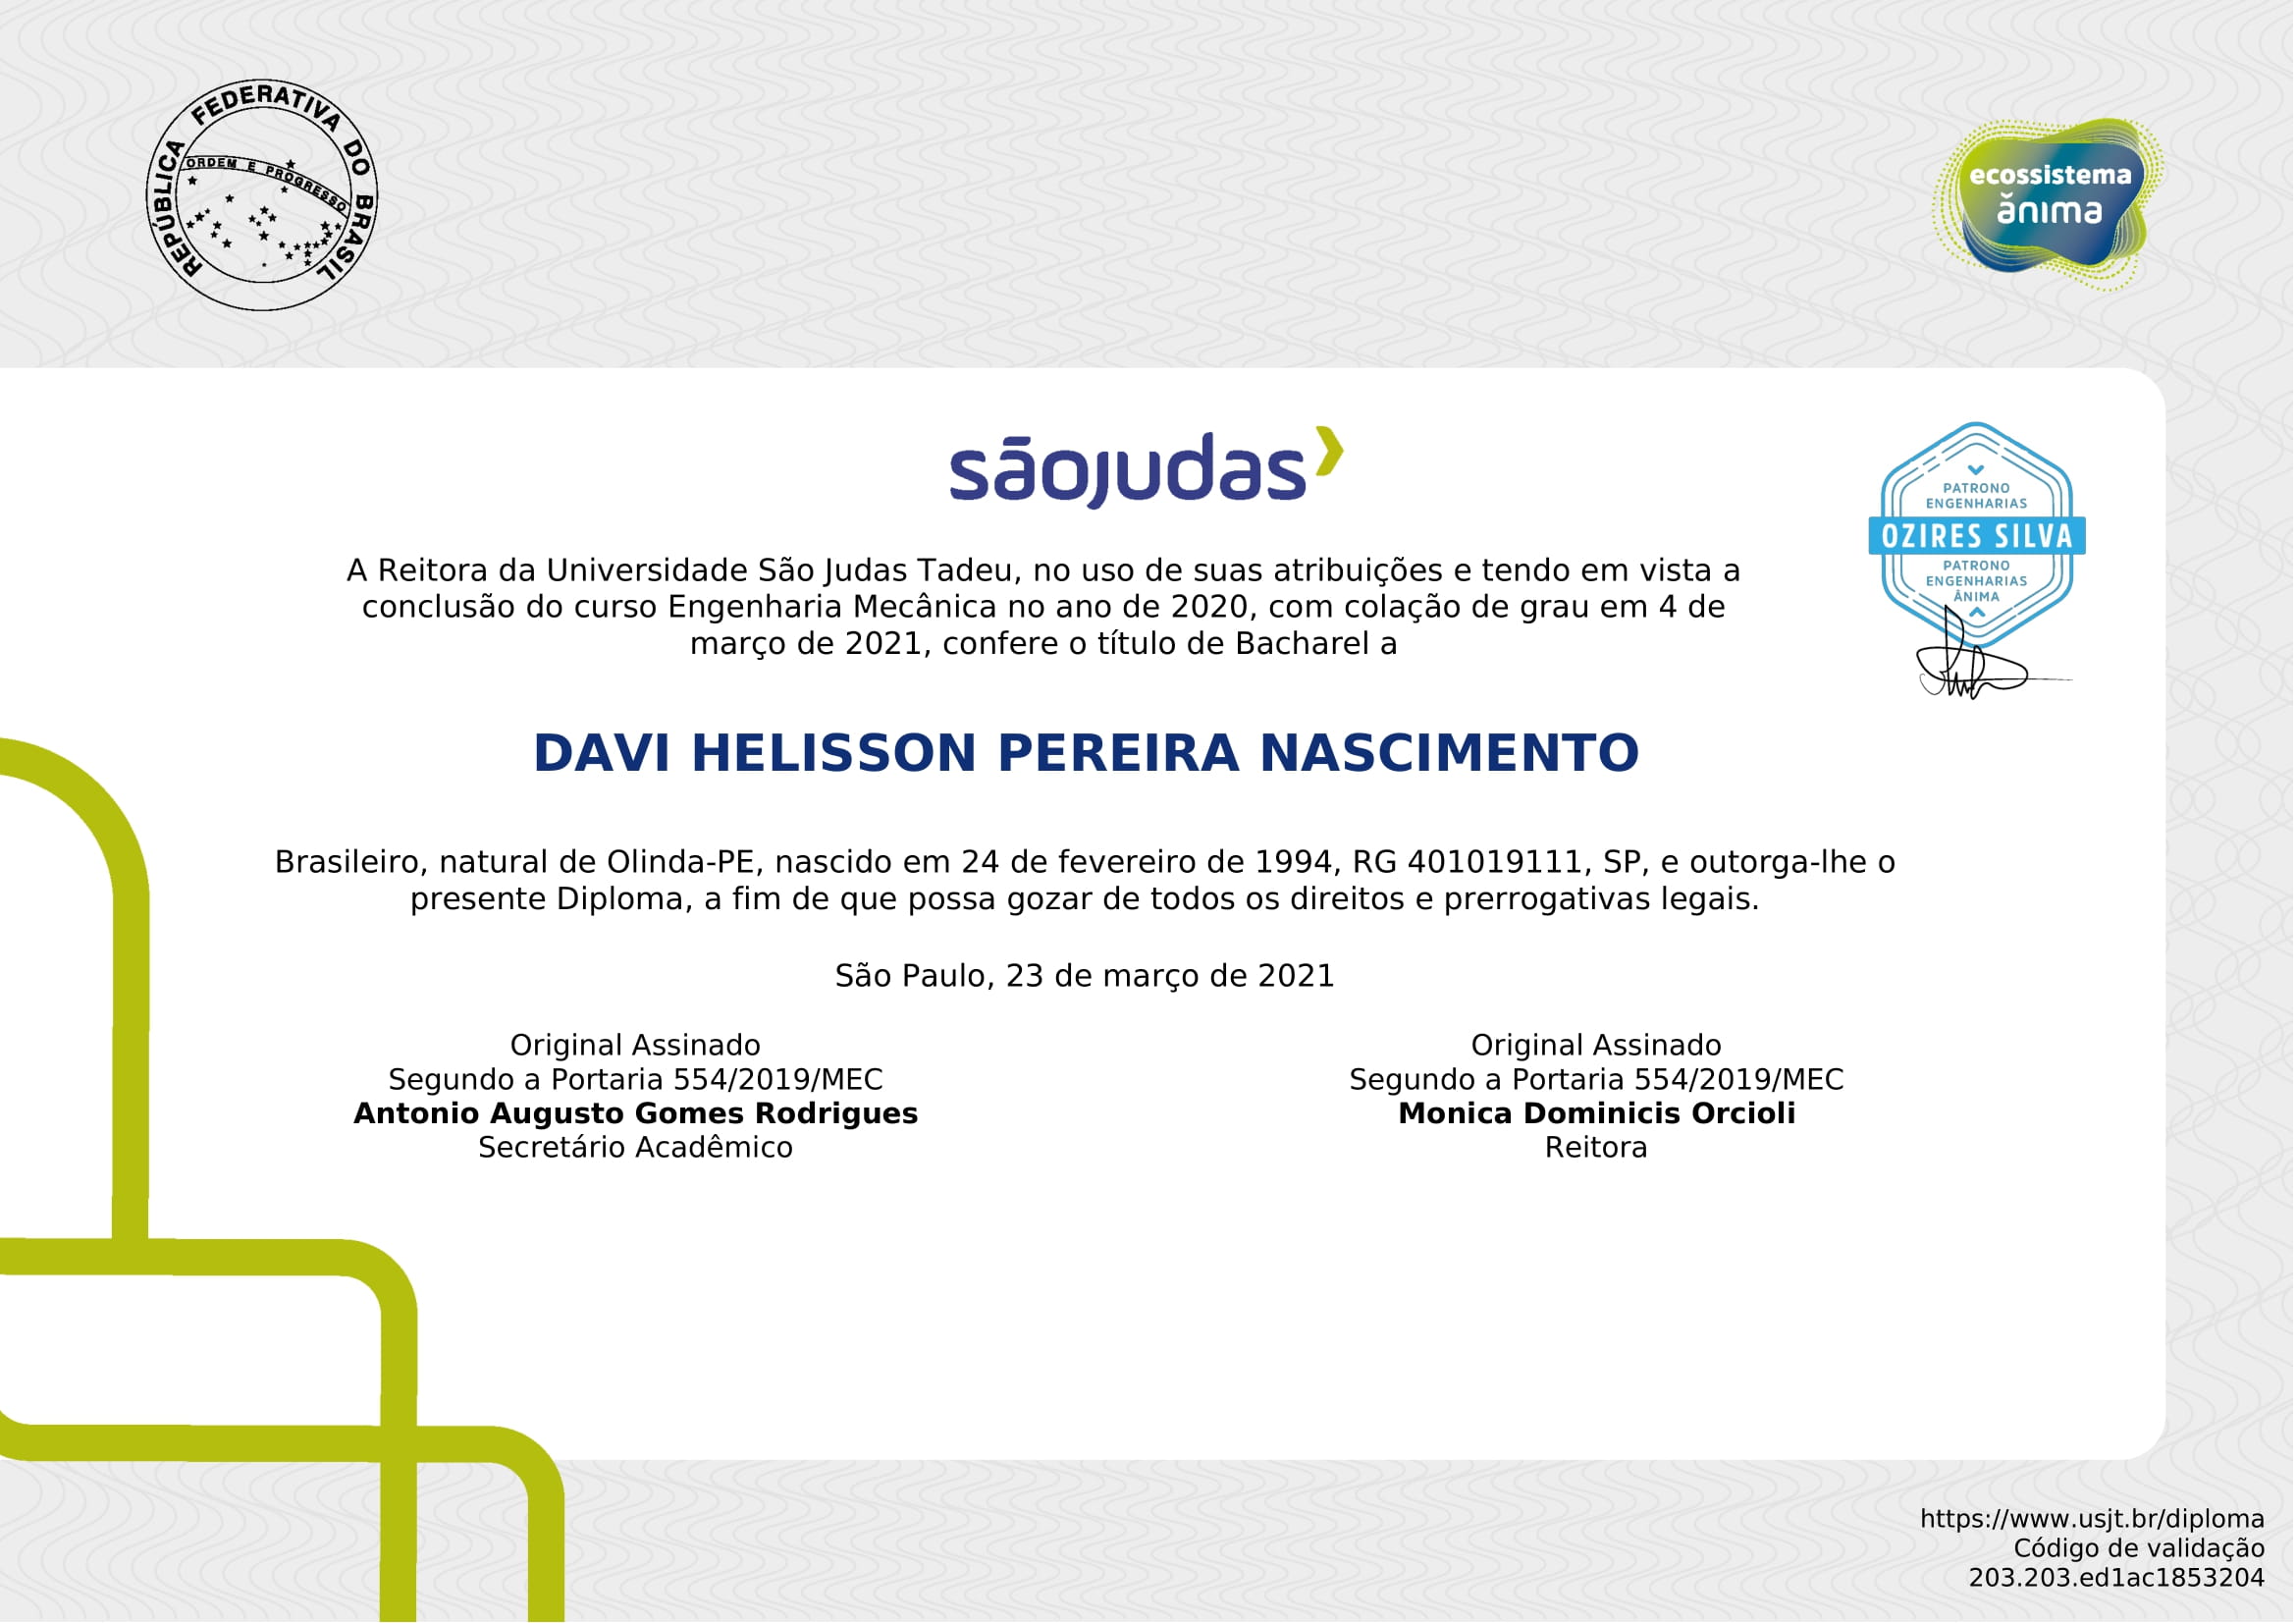 REPÚBLICA FEDERATIVA DO BRASIL
ORDEM E PROGRESSO
ecossistema
ănıma
sãojudas
PATRONO
ENGENHARIAS
OZIRES SILVA
PATRONO
ENGENHARIAS
ÂNIMA
A Reitora da Universidade São Judas Tadeu, no uso de suas atribuições e tendo em vista a
conclusão do curso Engenharia Mecânica no ano de 2020, com colação de grau em 4 de
março de 2021, confere o título de Bacharel a
DAVI HELISSON PEREIRA NASCIMENTO
Brasileiro, natural de Olinda-PE, nascido em 24 de fevereiro de 1994, RG 401019111, SP, e outorga-lhe o
presente Diploma, a fim de que possa gozar de todos os direitos e prerrogativas legais.
São Paulo, 23 de março de 2021
Original Assinado
Segundo a Portaria 554/2019/MEC
Antonio Augusto Gomes Rodrigues
Secretário Acadêmico
Original Assinado
Segundo a Portaria 554/2019/MEC
Monica Dominicis Orcioli
Reitora
https://www.usjt.br/diploma
Código de validação
203.203.ed1ac1853204